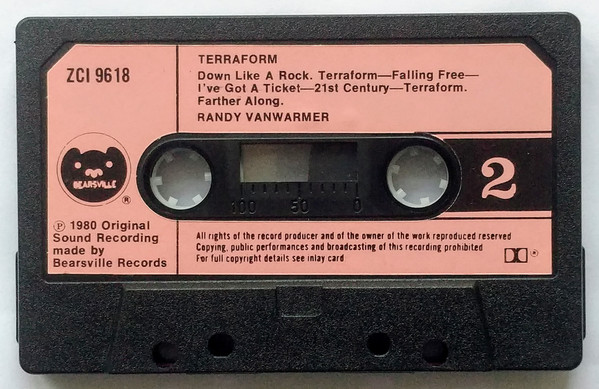 ZCI 9618
TERRAFORM
Down Like A Rock. Terraform—Falling Free—
I've Got A Ticket—21st Century—Terraform.
Farther Along.
RANDY VANWARMER
BEARSVILLE
®
100 50 0
2
℗ 1980 Original
Sound Recording
made by
Bearsville Records
All rights of the record producer and of the owner of the work reproduced reserved
Copying, public performances and broadcasting of this recording prohibited
For full copyright details see inlay card